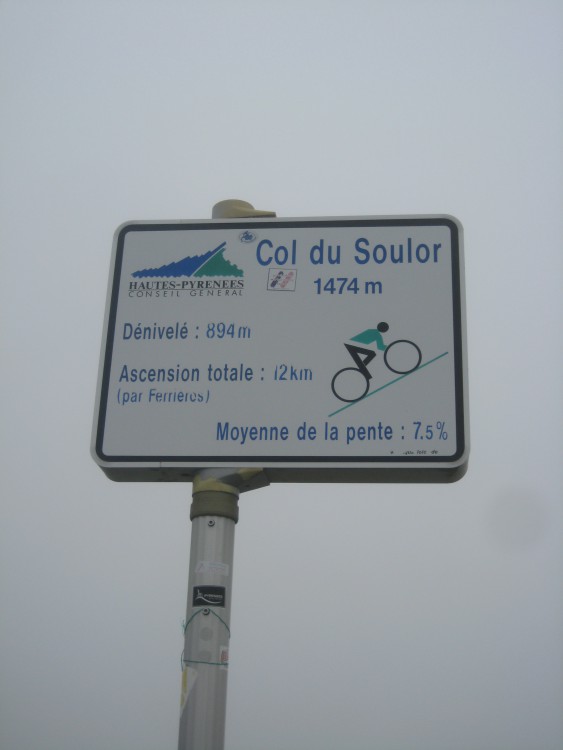 Col du Soulor
1474 m
HAUTES-PYRENEES
CONSEIL GENERAL
Dénivelé : 894m
Ascension totale : 12km
(par Ferrières)
Moyenne de la pente : 7.5%